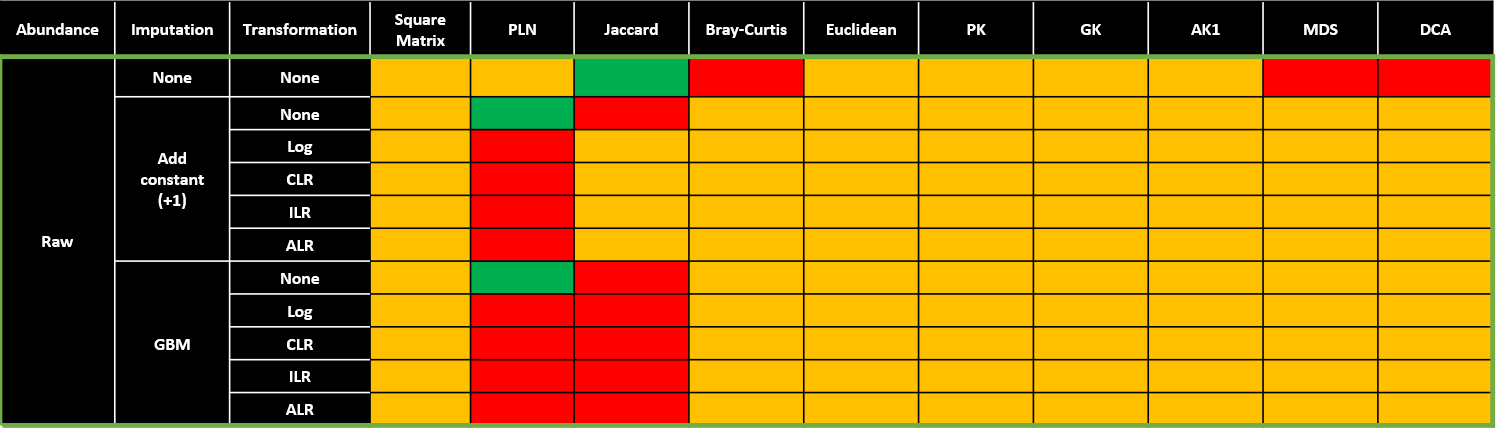 Abundance
Imputation
Transformation
Square
Matrix
PLN
Jaccard
Bray-Curtis
Euclidean
PK
GK
AK1
MDS
DCA
Raw
None
None
Add
constant
(+1)
None
Log
CLR
ILR
ALR
GBM
None
Log
CLR
ILR
ALR